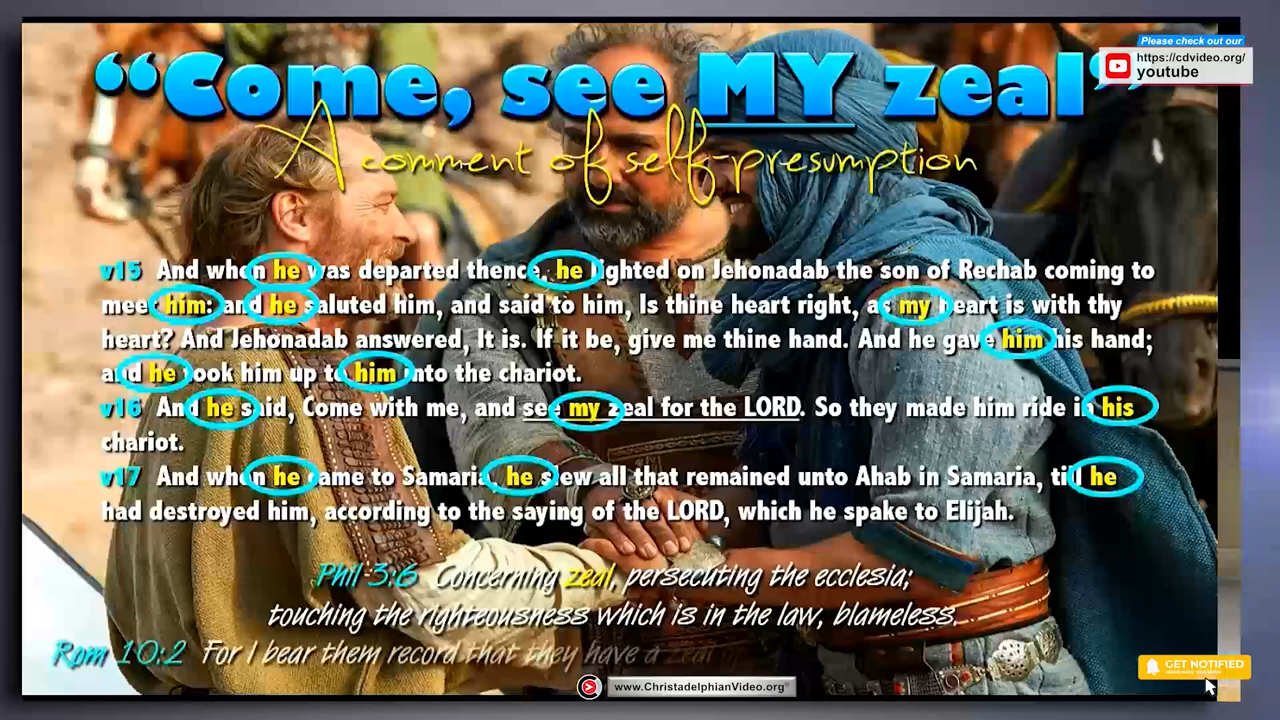 Please check out our
https://cdvideo.org/
youtube
“Come, see MY zeal”
A comment of self-presumption
v15 And when he was departed thence, he lighted on Jehonadab the son of Rechab coming to
meet him: and he saluted him, and said to him, Is thine heart right, as my heart is with thy
heart? And Jehonadab answered, It is. If it be, give me thine hand. And he gave him his hand;
and he took him up to him into the chariot.
v16 And he said, Come with me, and see my zeal for the LORD. So they made him ride in his
chariot.
v17 And when he came to Samaria, he slew all that remained unto Ahab in Samaria, till he
had destroyed him, according to the saying of the LORD, which he spake to Elijah.
Phil 3:6 Concerning zeal, persecuting the ecclesia;
touching the righteousness which is in the law, blameless.
Rom 10:2 For I bear them record that they have a zeal
GET NOTIFIED
www.ChristadelphianVideo.org